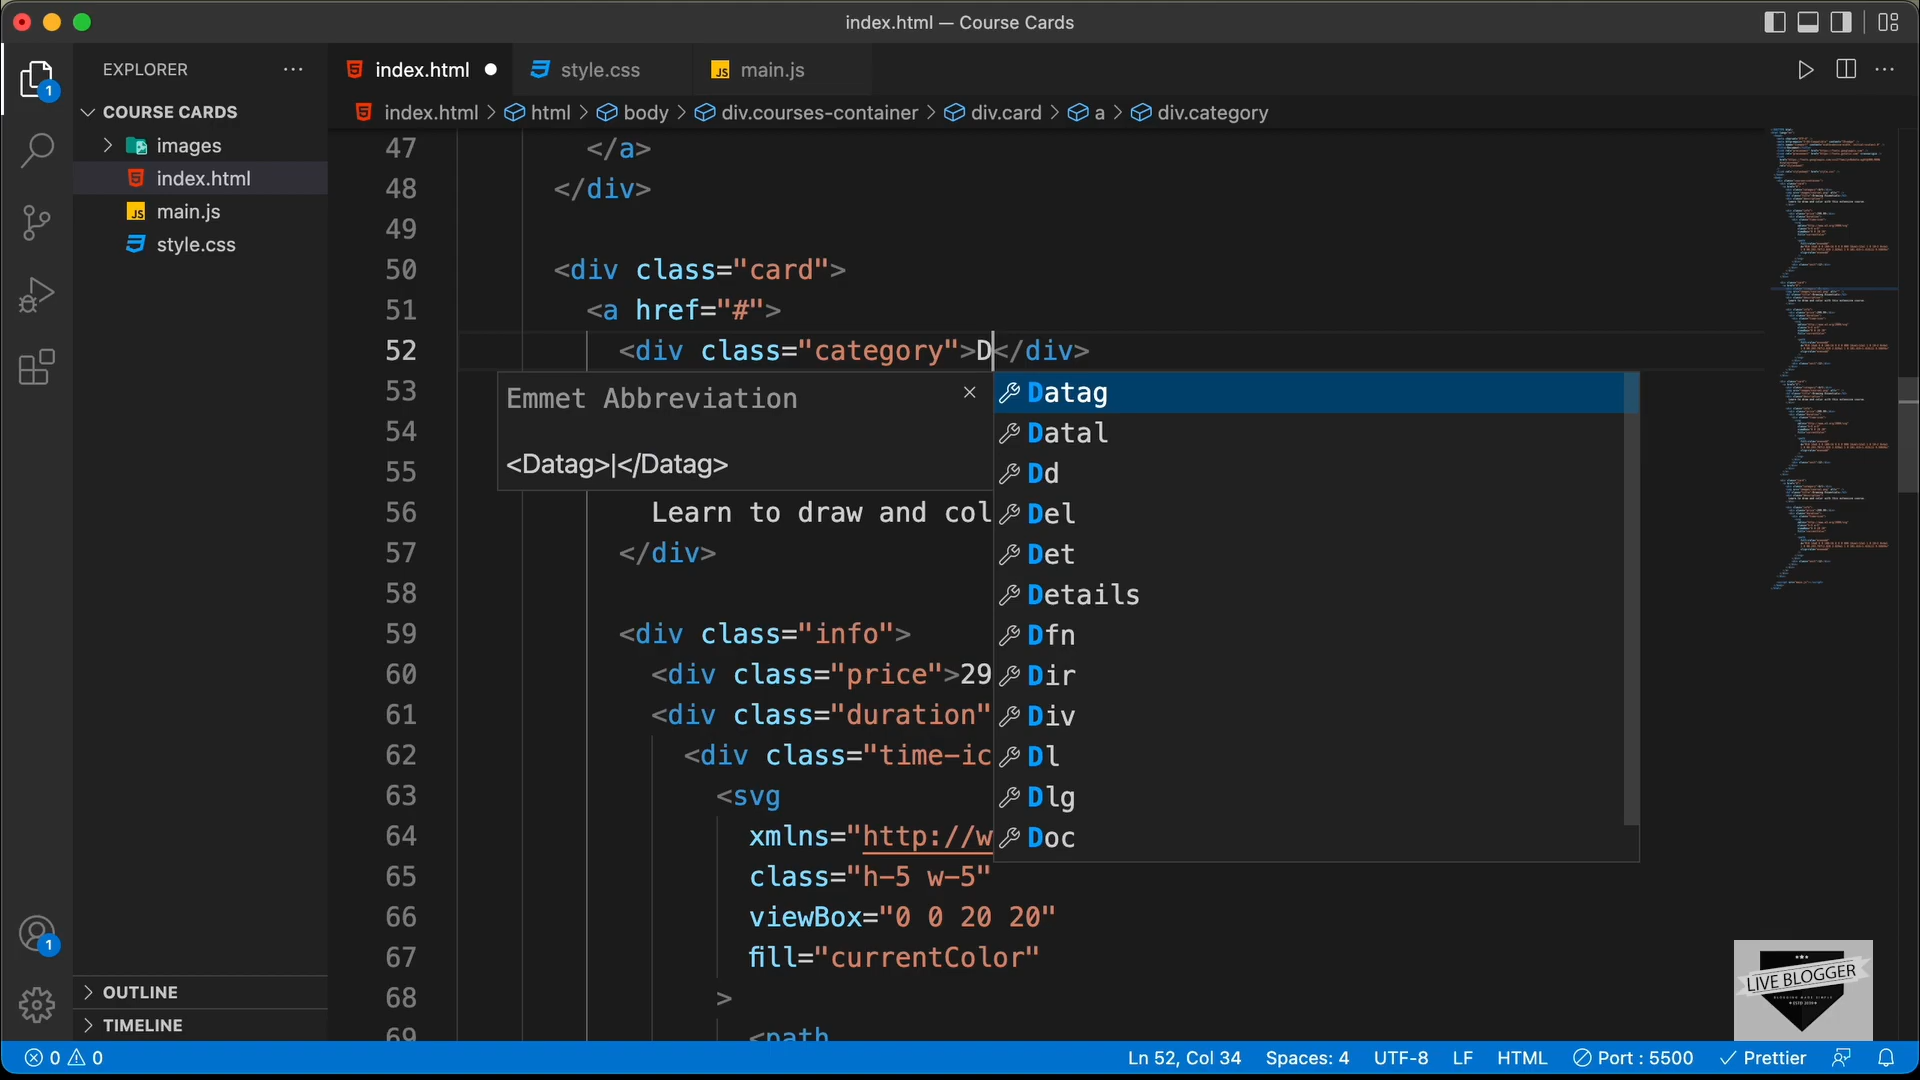 index.html — Course Cards
EXPLORER
index.html
style.css
main.js
1
COURSE CARDS
index.html > html > body > div.courses-container > div.card > a > div.category
images
index.html
main.js
style.css
47 </a>
48 </div>
49
50 <div class="card">
51 <a href="#">
52 <div class="category">D</div>
53
54
55
56 Learn to draw and col
57 </div>
58
59 <div class="info">
60 <div class="price">29
61 <div class="duration"
62 <div class="time-ic
63 <svg
64 xmlns="http://w
65 class="h-5 w-5"
66 viewBox="0 0 20 20"
67 fill="currentColor"
68 >
69 <path
Emmet Abbreviation
<Datag>|</Datag>
Datag
Datal
Dd
Del
Det
Details
Dfn
Dir
Div
Dl
Dlg
Doc
1
OUTLINE
TIMELINE
LIVE BLOGGER
0 0
Ln 52, Col 34 Spaces: 4 UTF-8 LF HTML Port : 5500 Prettier